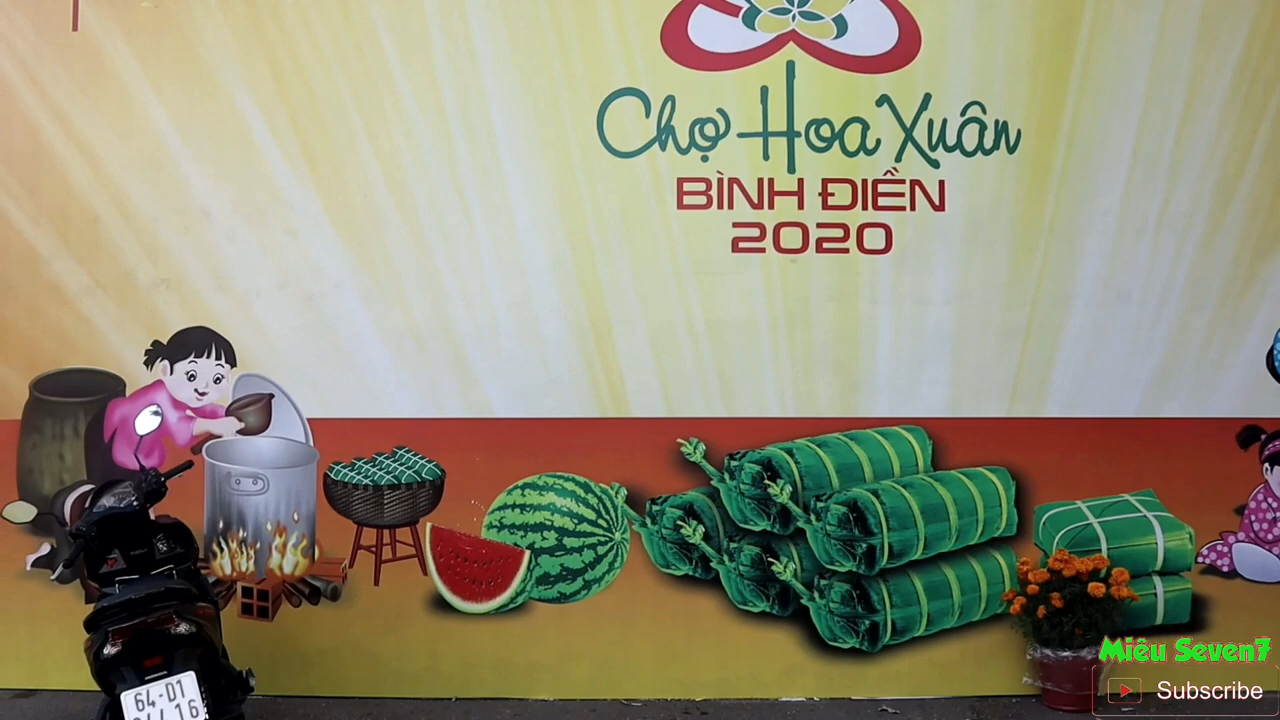 Chợ Hoa Xuân
BÌNH ĐIỀN
2020
64-D1
Miêu Seven7
Subscribe